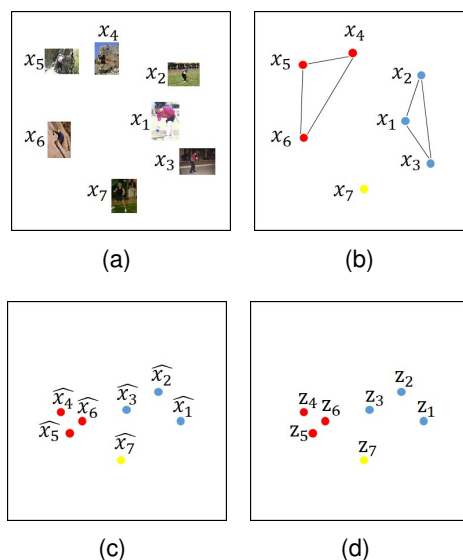 x₄
x₅
x₂
x₁
x₆
x₃
x₇
(a)
x₄
x₅
x₂
x₁
x₆
x₃
x₇
(b)
x̂₂
x̂₄ x̂₆ x̂₃ x̂₁
x̂₅
x̂₇
(c)
z₂
z₄ z₆ z₃ z₁
z₅
z₇
(d)